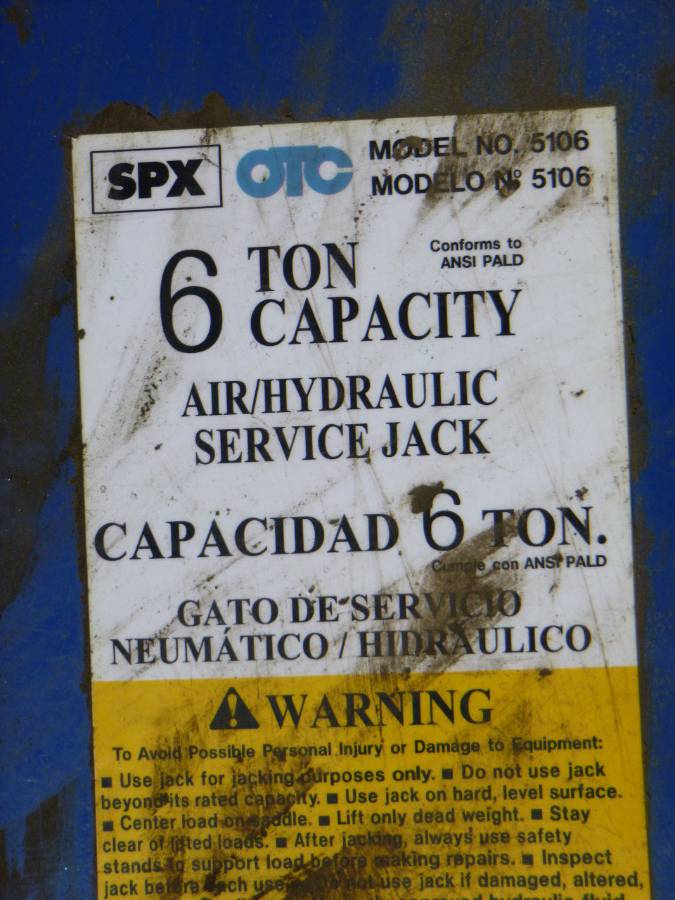 SPX OTC MODEL NO. 5106
MODELO Nº 5106
6 TON
CAPACITY
Conforms to
ANSI PALD
AIR/HYDRAULIC
SERVICE JACK
CAPACIDAD 6 TON.
Cumple con ANSI PALD
GATO DE SERVICIO
NEUMÁTICO / HIDRAULICO
WARNING
To Avoid Possible Personal Injury or Damage to Equipment:
■ Use jack for jacking purposes only. ■ Do not use jack
beyond its rated capacity. ■ Use jack on hard, level surface.
■ Center load on saddle. ■ Lift only dead weight. ■ Stay
clear of lifted loads. ■ After jacking, always use safety
stands to support load before making repairs. ■ Inspect
jack before each use. ■ Do not use jack if damaged, altered,
hydraulic fluid